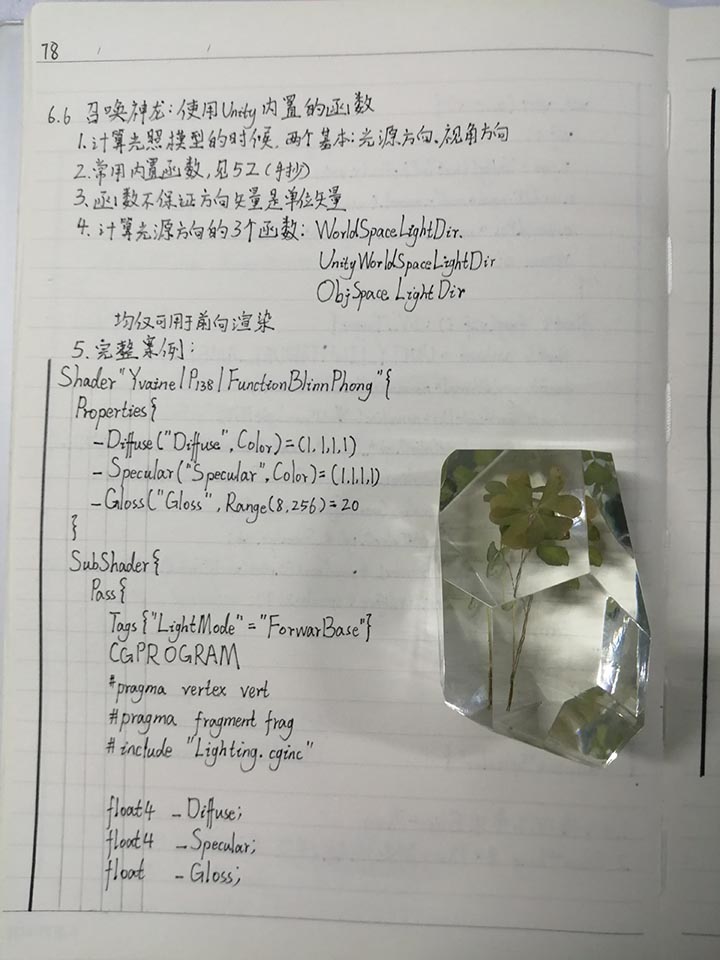 78
6.6 召唤神龙:使用Unity内置的函数
1.计算光照模型的时候,两个基本:光源方向、视角方向
2.常用内置函数,见52(手抄)
3.函数不保证方向矢量是单位矢量
4.计算光源方向的3个函数: WorldSpaceLightDir.
UnityWorldSpaceLightDir
ObjSpaceLightDir
均仅可用于前向渲染
5.完整案例:
Shader "Yvaine/P138/FunctionBlinnPhong"{
Properties{
_Diffuse("Diffuse",Color)=(1,1,1,1)
_Specular("Specular",Color)=(1,1,1,1)
_Gloss("Gloss",Range(8,256)=20
}
SubShader{
Pass{
Tags{"LightMode"="ForwarBase"}
CGPROGRAM
#pragma vertex vert
#pragma fragment frag
#include "Lighting.cginc"
float4 _Diffuse;
float4 _Specular;
float _Gloss;